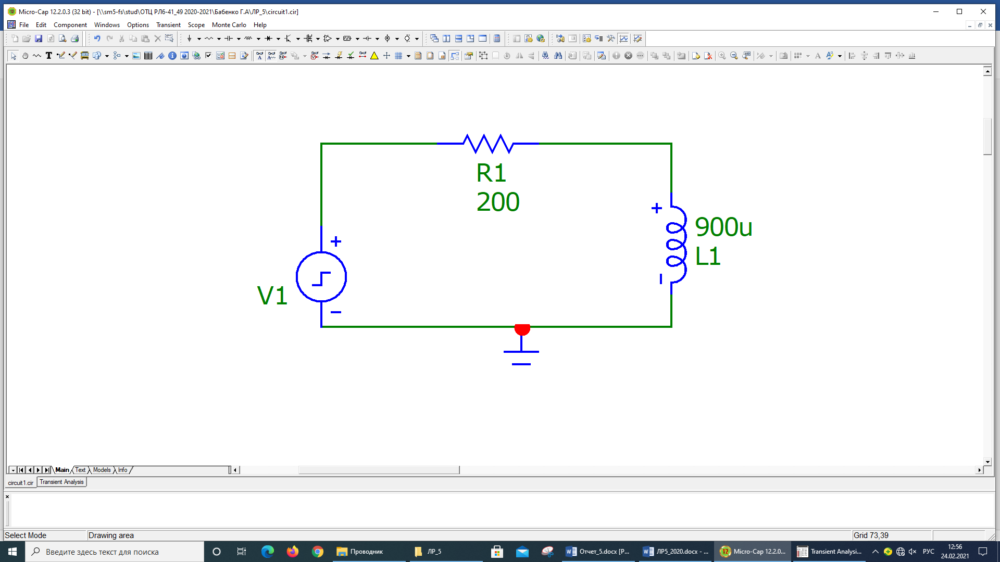 Micro-Cap 12.2.0.3 (32 bit) - [\\sm5-fs\stud\ОТЦ РЛ6-41_49 2020-2021\Бабенко Г.А\ЛР_5\circuit1.cir]
File Edit Component Windows Options Transient Scope Monte Carlo Help
R1
200
+
900u
L1
+
V1
Main Text Models Info
circuit1.cir Transient Analysis
Select Mode Drawing area Grid 73,39
Введите здесь текст для поиска Проводник ЛР_5 Отчет_5.docx [Р... ЛР5_2020.docx - ... Micro-Cap 12.2.0... Transient Analysi... РУС 12:56
24.02.2021